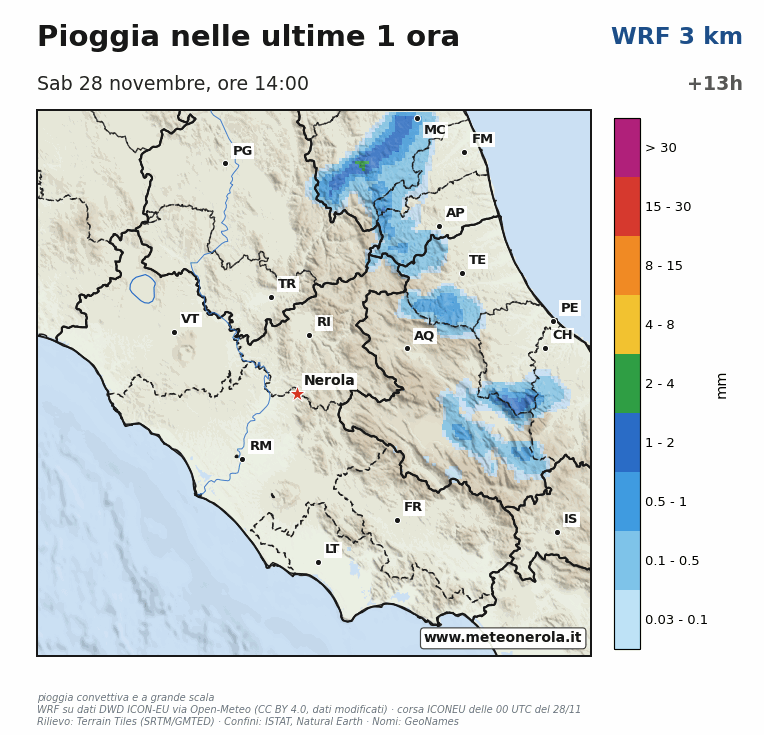 Pioggia nelle ultime 1 ora
WRF 3 km
Sab 28 novembre, ore 14:00
+13h
MC
FM
PG
AP
TE
TR
PE
VT
RI
AQ
CH
Nerola
RM
FR
IS
LT
www.meteonerola.it
> 30
15 - 30
8 - 15
4 - 8
2 - 4
1 - 2
0.5 - 1
0.1 - 0.5
0.03 - 0.1
mm
pioggia convettiva e a grande scala
WRF su dati DWD ICON-EU via Open-Meteo (CC BY 4.0, dati modificati) · corsa ICONEU delle 00 UTC del 28/11
Rilievo: Terrain Tiles (SRTM/GMTED) · Confini: ISTAT, Natural Earth · Nomi: GeoNames